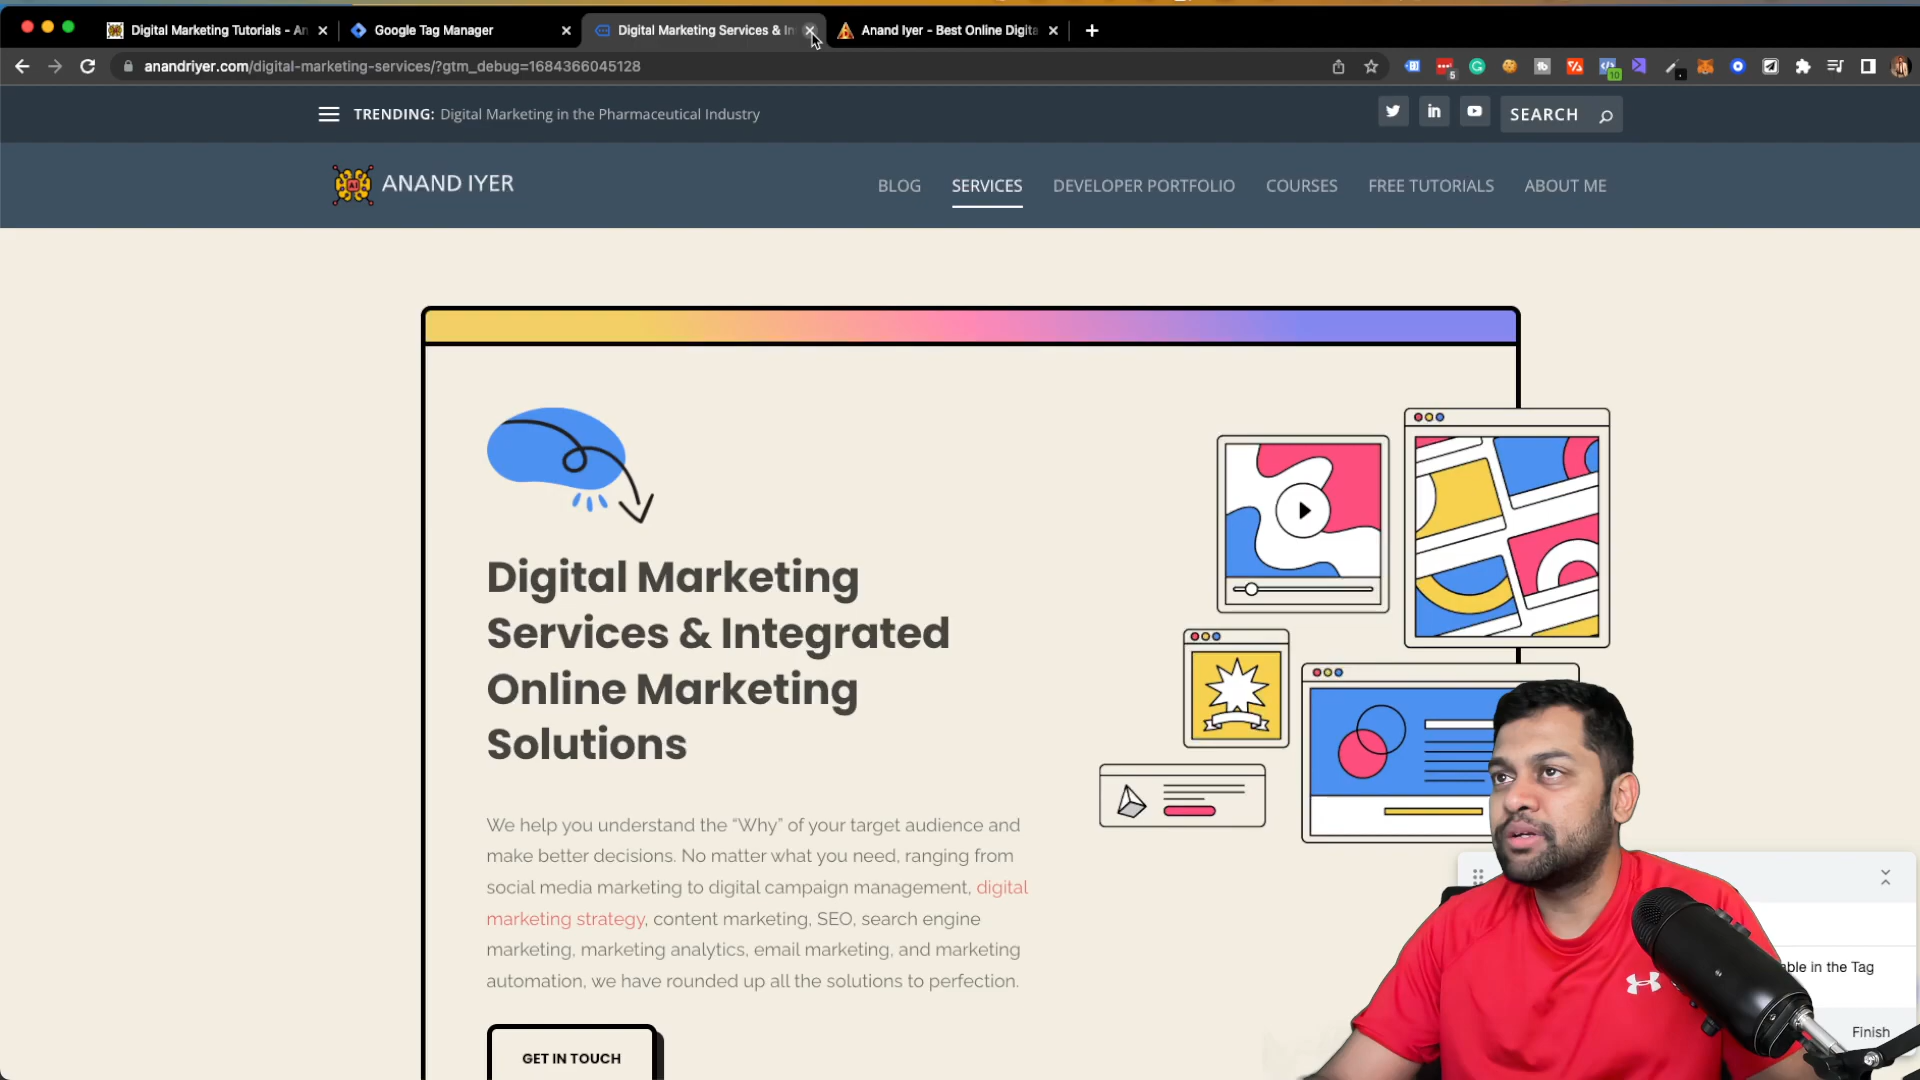 Digital Marketing Tutorials - An
Google Tag Manager
Digital Marketing Services & In
Anand Iyer - Best Online Digita
anandriyer.com/digital-marketing-services/?gtm_debug=1684366045128
5
10
TRENDING: Digital Marketing in the Pharmaceutical Industry
SEARCH
ANAND IYER
BLOG
SERVICES
DEVELOPER PORTFOLIO
COURSES
FREE TUTORIALS
ABOUT ME
Digital Marketing
Services & Integrated
Online Marketing
Solutions
We help you understand the “Why” of your target audience and
make better decisions. No matter what you need, ranging from
social media marketing to digital campaign management, digital
marketing strategy, content marketing, SEO, search engine
marketing, marketing analytics, email marketing, and marketing
automation, we have rounded up all the solutions to perfection.
GET IN TOUCH
in the Tag
Finish